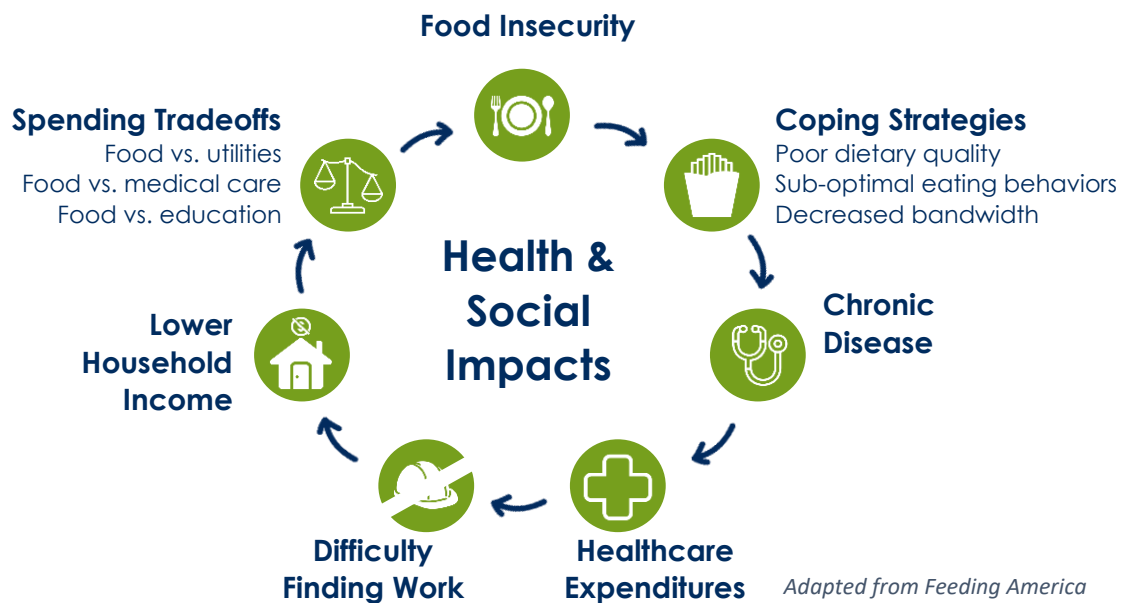 Food Insecurity
Coping Strategies
Poor dietary quality
Sub-optimal eating behaviors
Decreased bandwidth
Chronic
Disease
Healthcare
Expenditures
Difficulty
Finding Work
Lower
Household
Income
Spending Tradeoffs
Food vs. utilities
Food vs. medical care
Food vs. education
Health &
Social
Impacts
Adapted from Feeding America